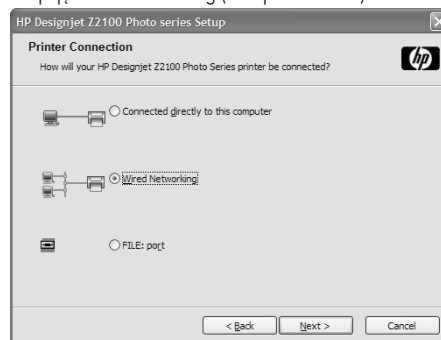 HP Designjet Z2100 Photo series Setup
Printer Connection
How will your HP Designjet Z2100 Photo Series printer be connected?
hp
Connected directly to this computer
Wired Networking
FILE: port
< Back
Next >
Cancel